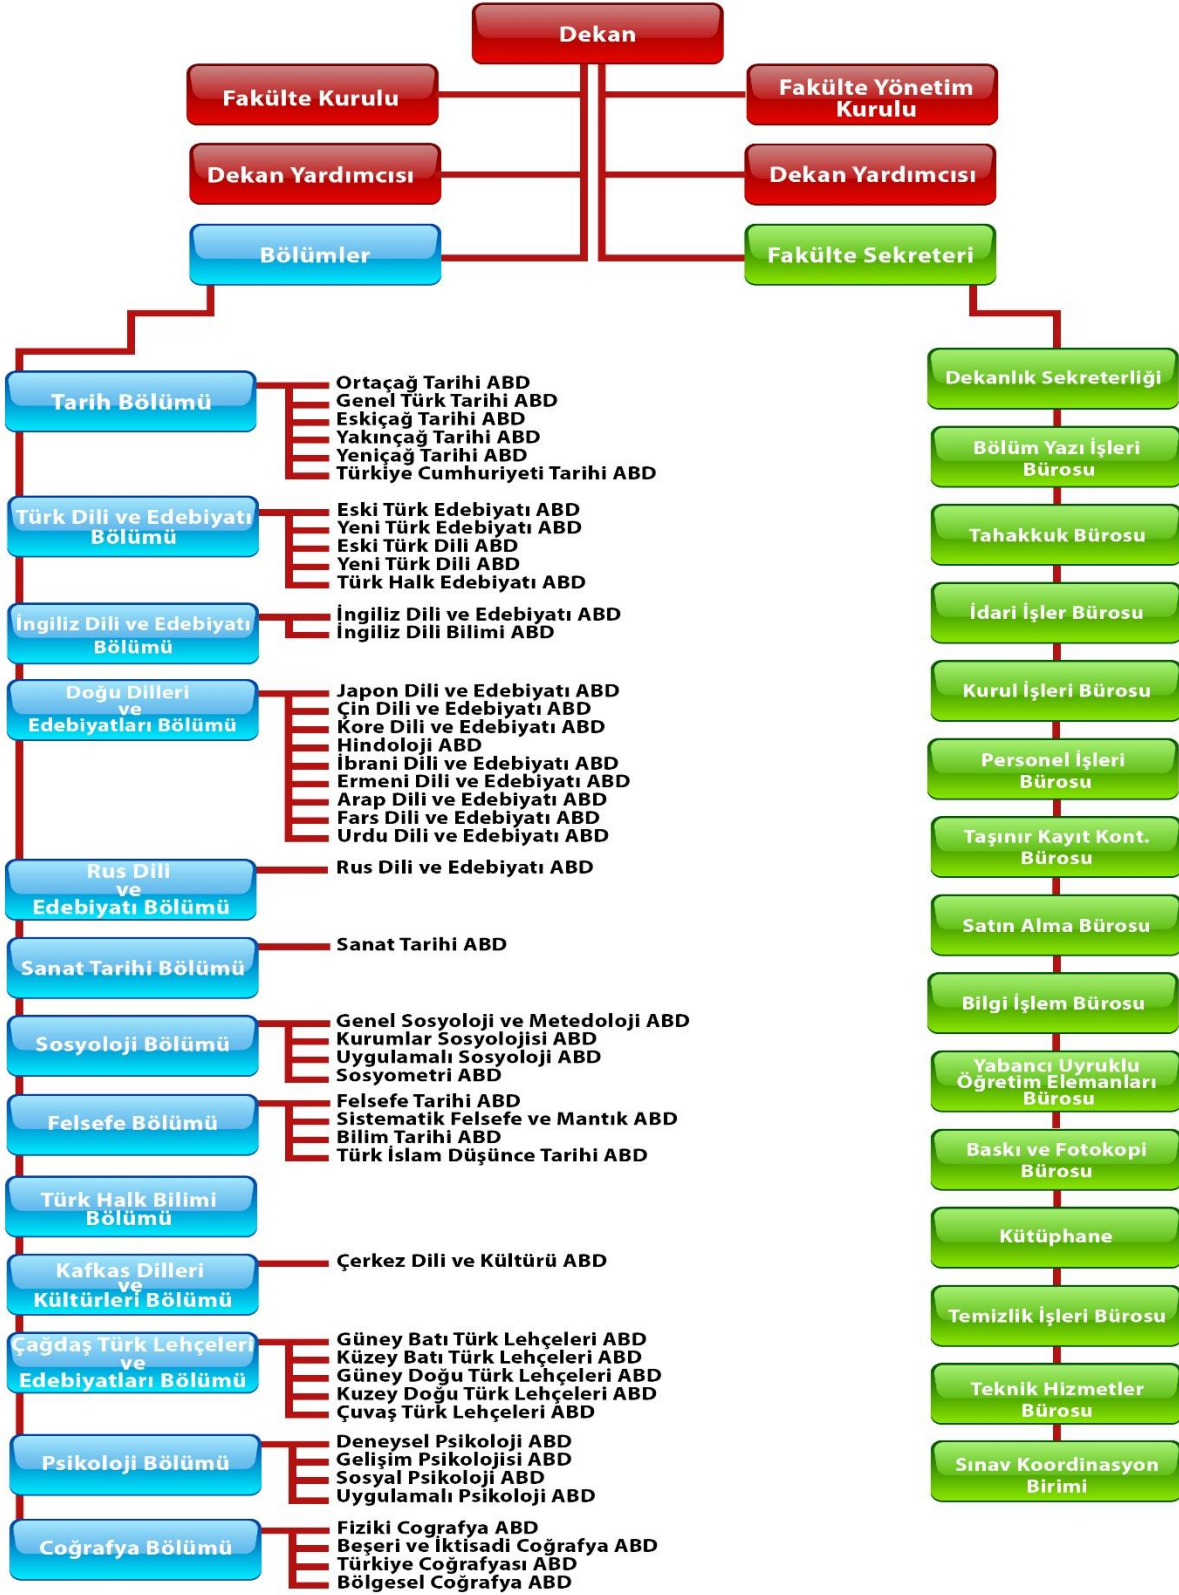 Dekan
Fakülte Kurulu
Fakülte Yönetim
Kurulu
Dekan Yardımcısı
Dekan Yardımcısı
Bölümler
Fakülte Sekreteri
Tarih Bölümü
Ortaçağ Tarihi ABD
Genel Türk Tarihi ABD
Eskiçağ Tarihi ABD
Yakınçağ Tarihi ABD
Yeniçağ Tarihi ABD
Türkiye Cumhuriyeti Tarihi ABD
Türk Dili ve Edebiyatı
Bölümü
Eski Türk Edebiyatı ABD
Yeni Türk Edebiyatı ABD
Eski Türk Dili ABD
Yeni Türk Dili ABD
Türk Halk Edebiyatı ABD
İngiliz Dili ve Edebiyatı
Bölümü
İngiliz Dili ve Edebiyatı ABD
İngiliz Dili Bilimi ABD
Doğu Dilleri
ve
Edebiyatları Bölümü
Japon Dili ve Edebiyatı ABD
Çin Dili ve Edebiyatı ABD
Kore Dili ve Edebiyatı ABD
Hindoloji ABD
İbrani Dili ve Edebiyatı ABD
Ermeni Dili ve Edebiyatı ABD
Arap Dili ve Edebiyatı ABD
Fars Dili ve Edebiyatı ABD
Urdu Dili ve Edebiyatı ABD
Rus Dili
ve
Edebiyatı Bölümü
Rus Dili ve Edebiyatı ABD
Sanat Tarihi Bölümü
Sanat Tarihi ABD
Sosyoloji Bölümü
Genel Sosyoloji ve Metedoloji ABD
Kurumlar Sosyolojisi ABD
Uygulamalı Sosyoloji ABD
Sosyometri ABD
Felsefe Bölümü
Felsefe Tarihi ABD
Sistematik Felsefe ve Mantık ABD
Bilim Tarihi ABD
Türk İslam Düşünce Tarihi ABD
Türk Halk Bilimi
Bölümü
Kafkas Dilleri
ve
Kültürleri Bölümü
Çerkez Dili ve Kültürü ABD
Çağdaş Türk Lehçeleri
ve
Edebiyatları Bölümü
Güney Batı Türk Lehçeleri ABD
Küzey Batı Türk Lehçeleri ABD
Güney Doğu Türk Lehçeleri ABD
Kuzey Doğu Türk Lehçeleri ABD
Çuvaş Türk Lehçeleri ABD
Psikoloji Bölümü
Deneysel Psikoloji ABD
Gelişim Psikolojisi ABD
Sosyal Psikoloji ABD
Uygulamalı Psikoloji ABD
Coğrafya Bölümü
Fiziki Cografya ABD
Beşeri ve İktisadi Coğrafya ABD
Türkiye Coğrafyası ABD
Bölgesel Coğrafya ABD
Dekanlık Sekreterliği
Bölüm Yazı İşleri
Bürosu
Tahakkuk Bürosu
İdari İşler Bürosu
Kurul İşleri Bürosu
Personel İşleri
Bürosu
Taşınır Kayıt Kont.
Bürosu
Satın Alma Bürosu
Bilgi İşlem Bürosu
Yabancı Uyruklu
Öğretim Elemanları
Bürosu
Baskı ve Fotokopi
Bürosu
Kütüphane
Temizlik İşleri Bürosu
Teknik Hizmetler
Bürosu
Sınav Koordinasyon
Birimi